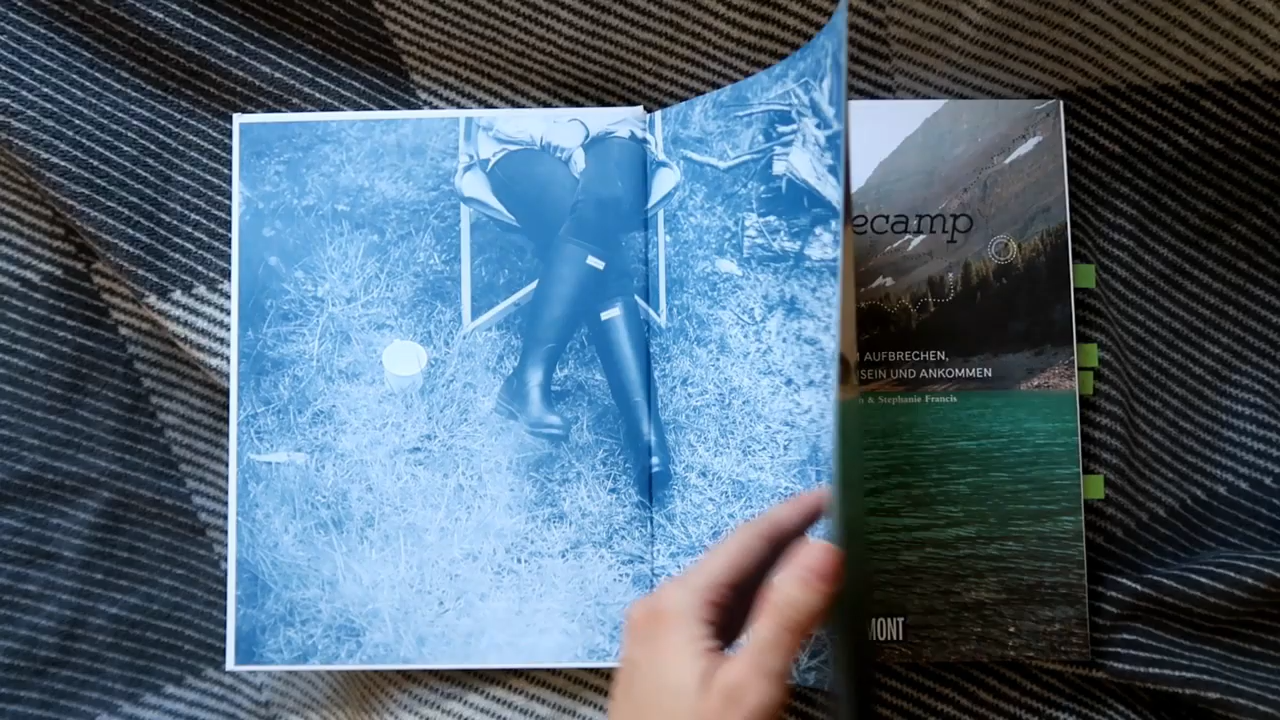 ecamp
AUFBRECHEN,
SEIN UND ANKOMMEN
& Stephanie Francis
MONT